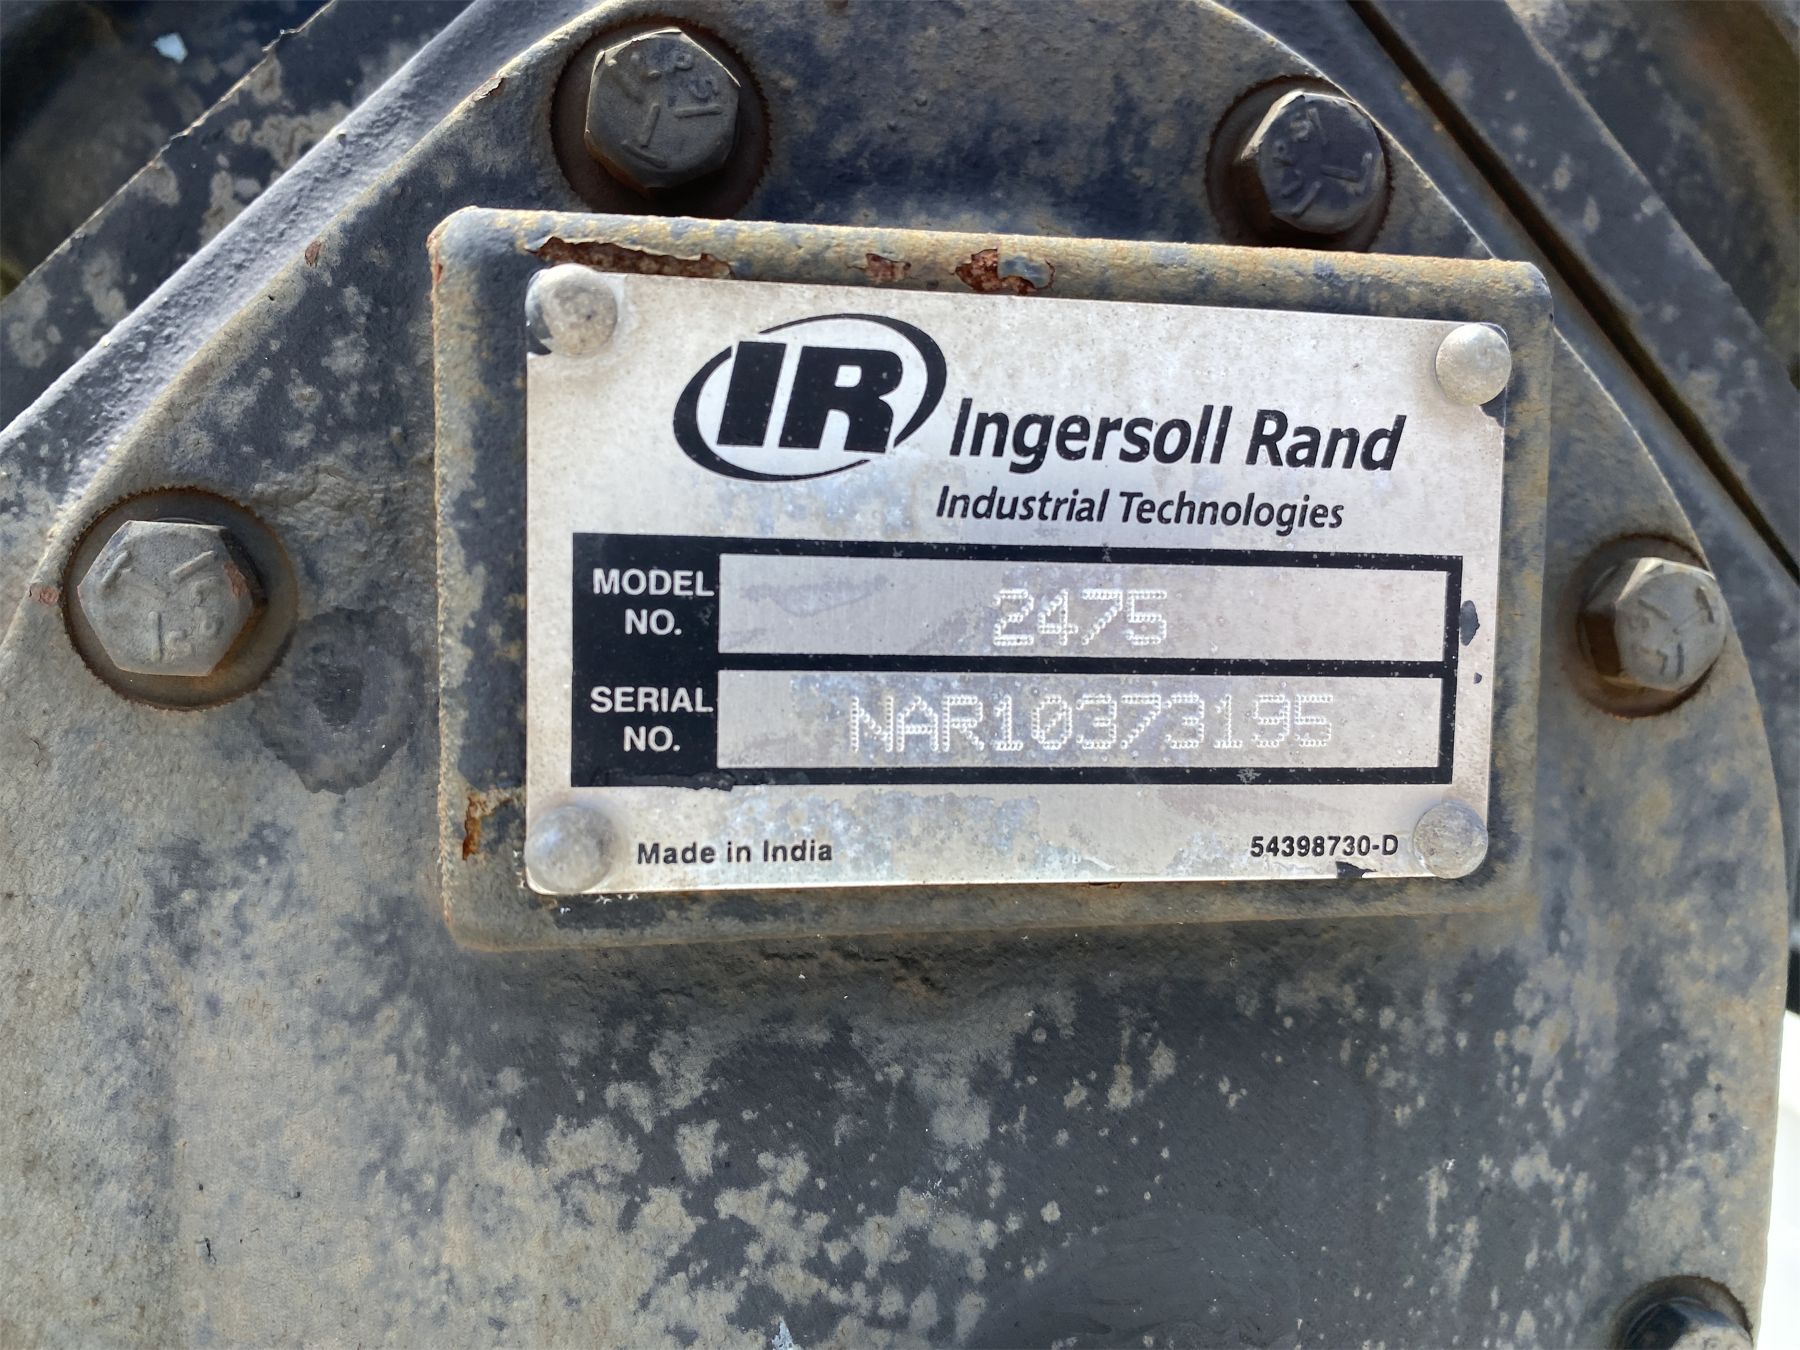 IR Ingersoll Rand
Industrial Technologies
MODEL NO. 2475
SERIAL NO. NAR10373195
Made in India 54398730-D